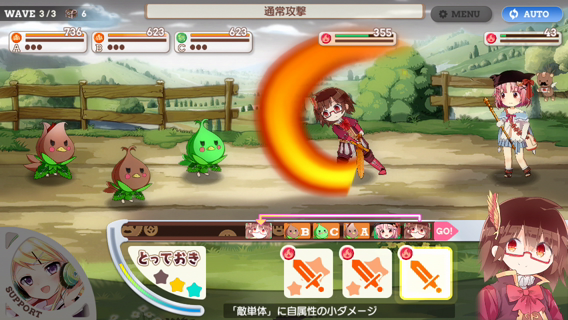 WAVE 3/3 6
通常攻撃
MENU
AUTO
736
A
623
B
623
C
355
43
B C A GO!
とっておき
SUPPORT
「敵単体」に自属性の小ダメージ